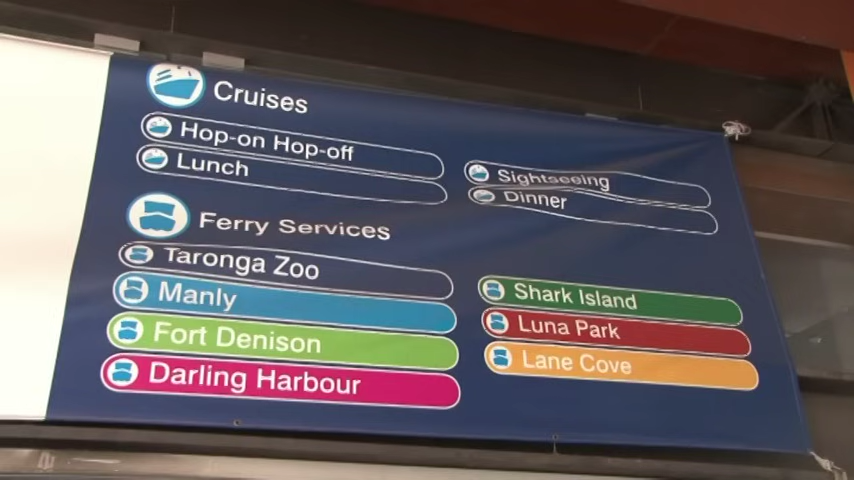 Cruises
Hop-on Hop-off
Lunch
Sightseeing
Dinner
Ferry Services
Taronga Zoo
Manly
Fort Denison
Darling Harbour
Shark Island
Luna Park
Lane Cove